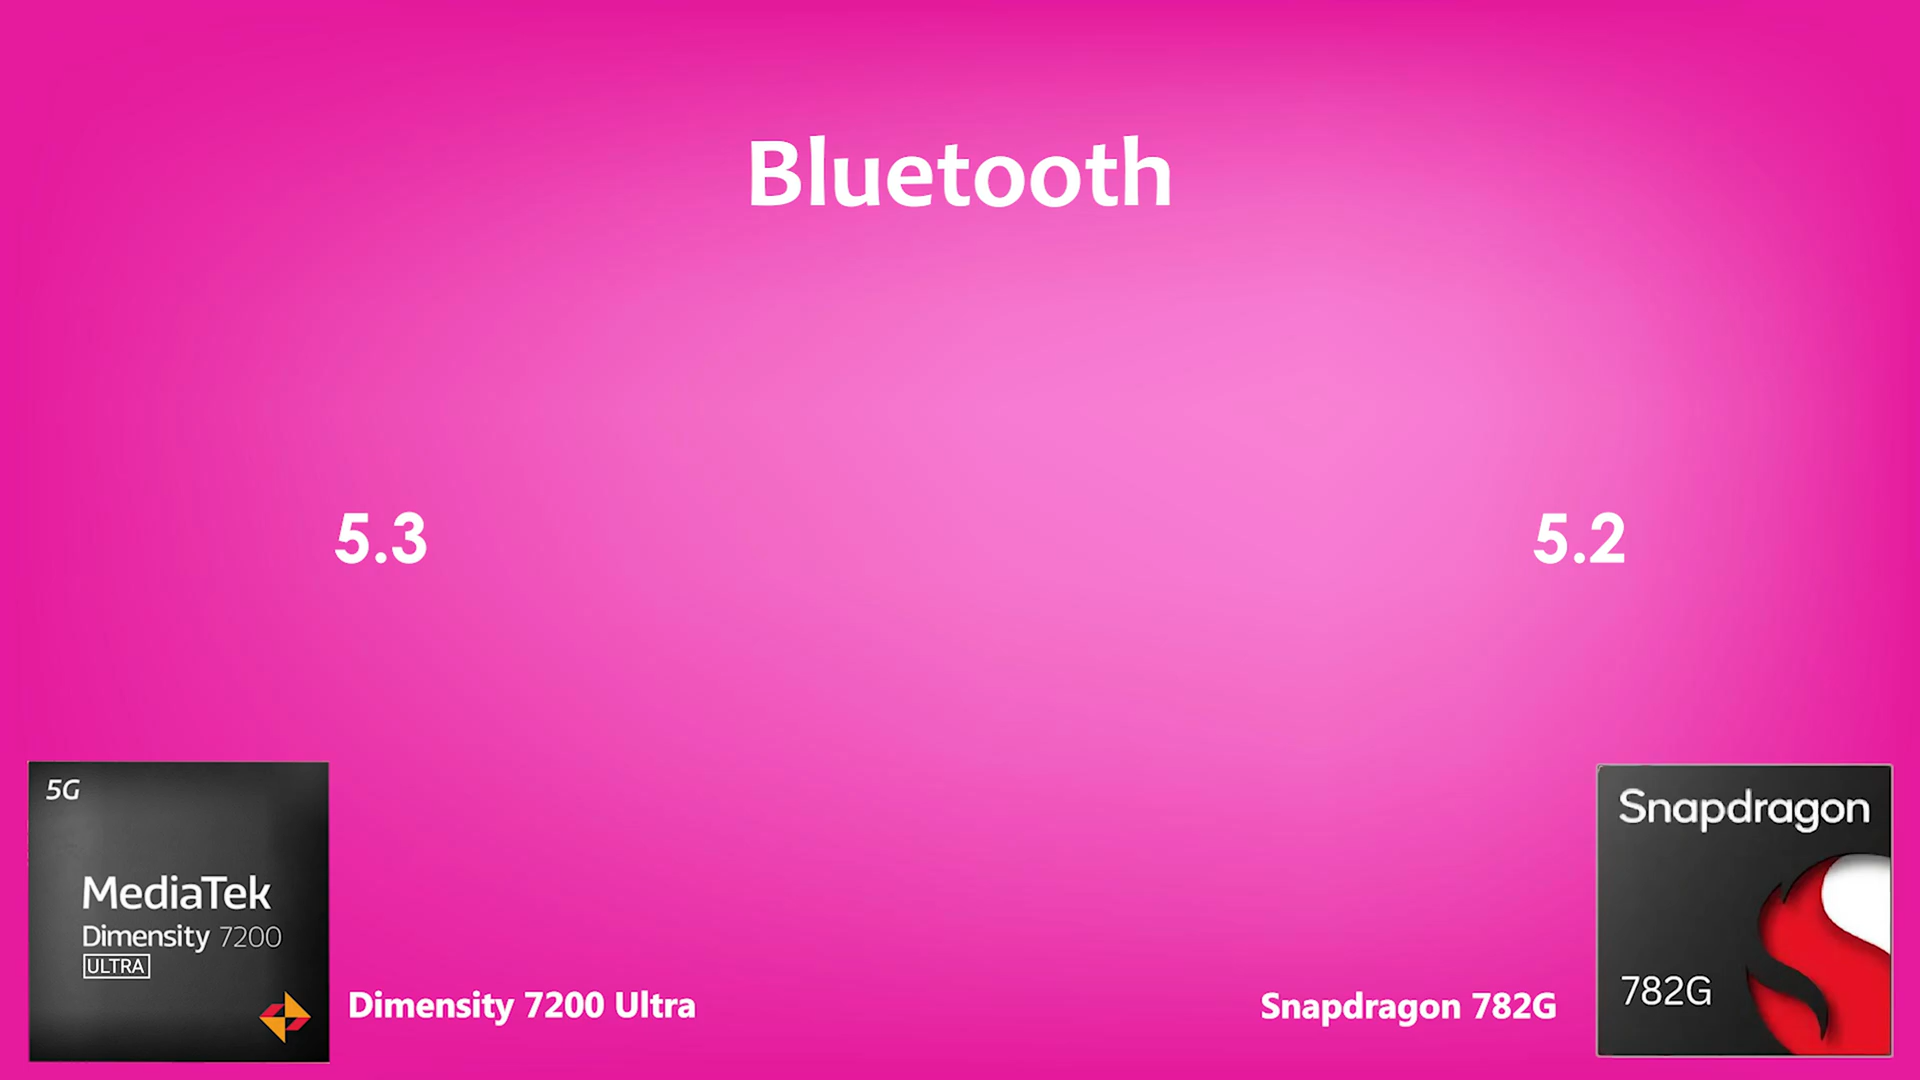 Bluetooth
5.3
5.2
5G
MediaTek
Dimensity 7200
ULTRA
Dimensity 7200 Ultra
Snapdragon 782G
Snapdragon
782G